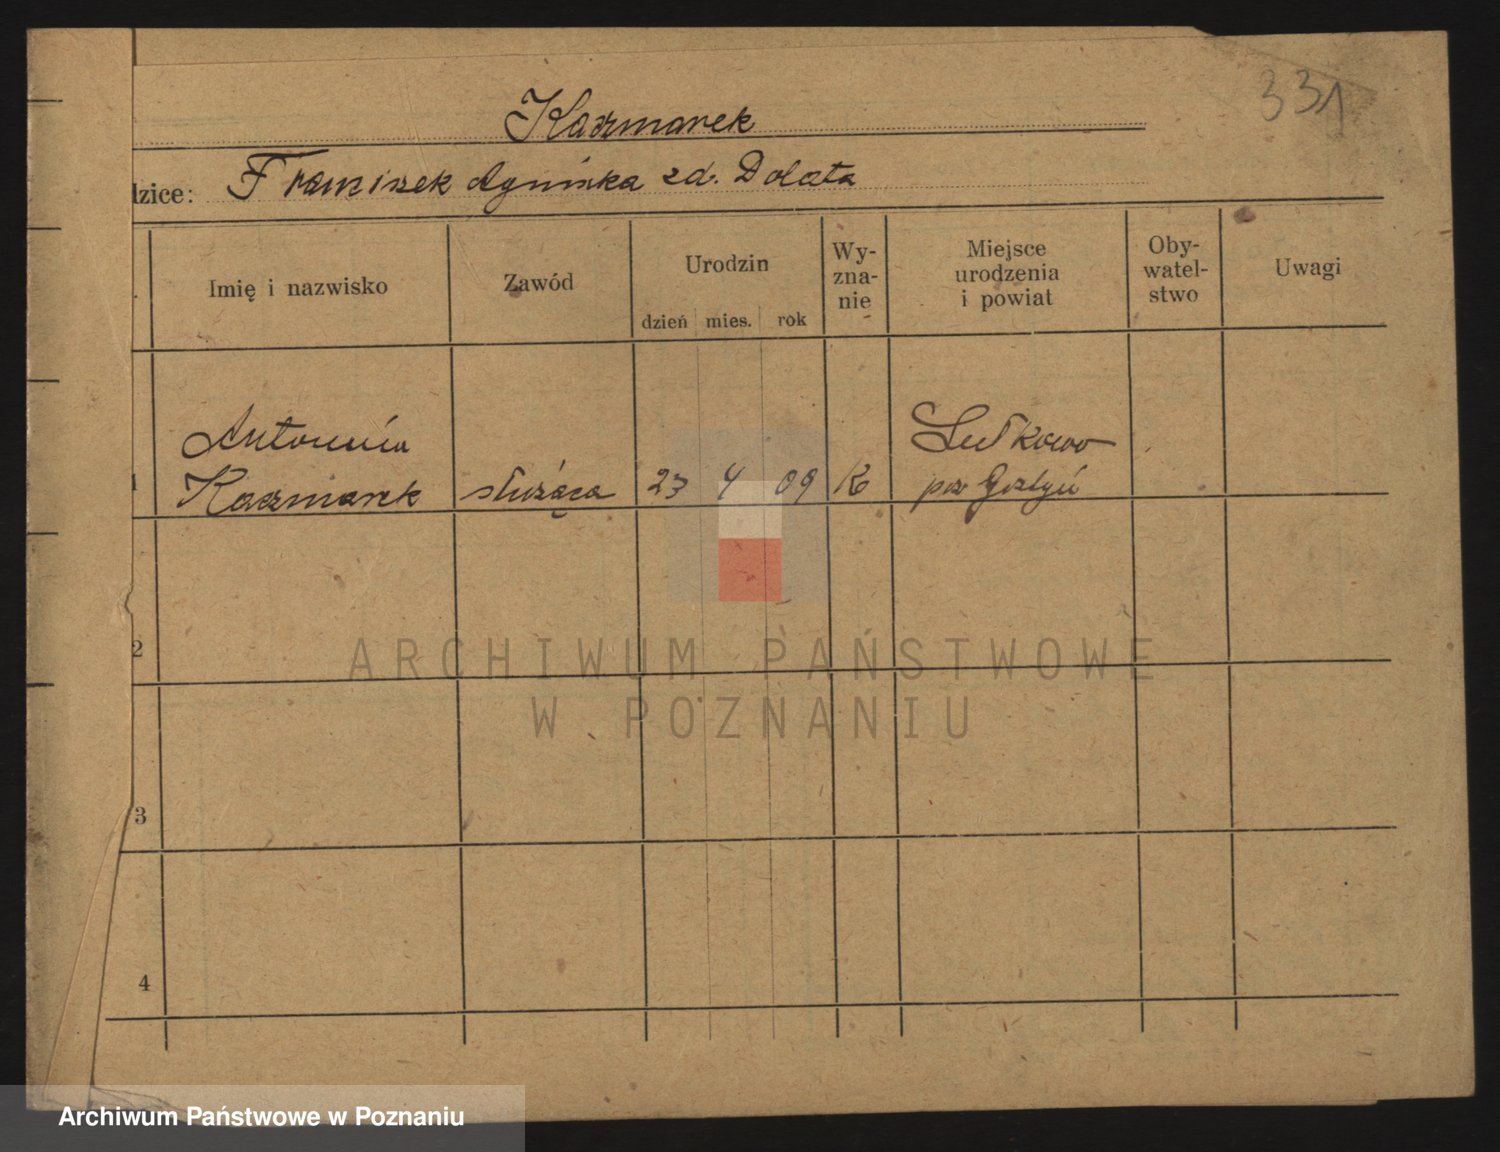 331
Kaczmarek
dzice: Franciszek Agnieszka zd. Dolata
Imię i nazwisko
Zawód
Urodzin
dzień mies. rok
Wy-
zna-
nie
Miejsce
urodzenia
i powiat
Oby-
watel-
stwo
Uwagi
1
Antonina
Kaczmarek
służąca
23 4 09
K
pow Gostyń
2
3
4
ARCHIWUM PAŃSTWOWE
W POZNANIU
Archiwum Państwowe w Poznaniu